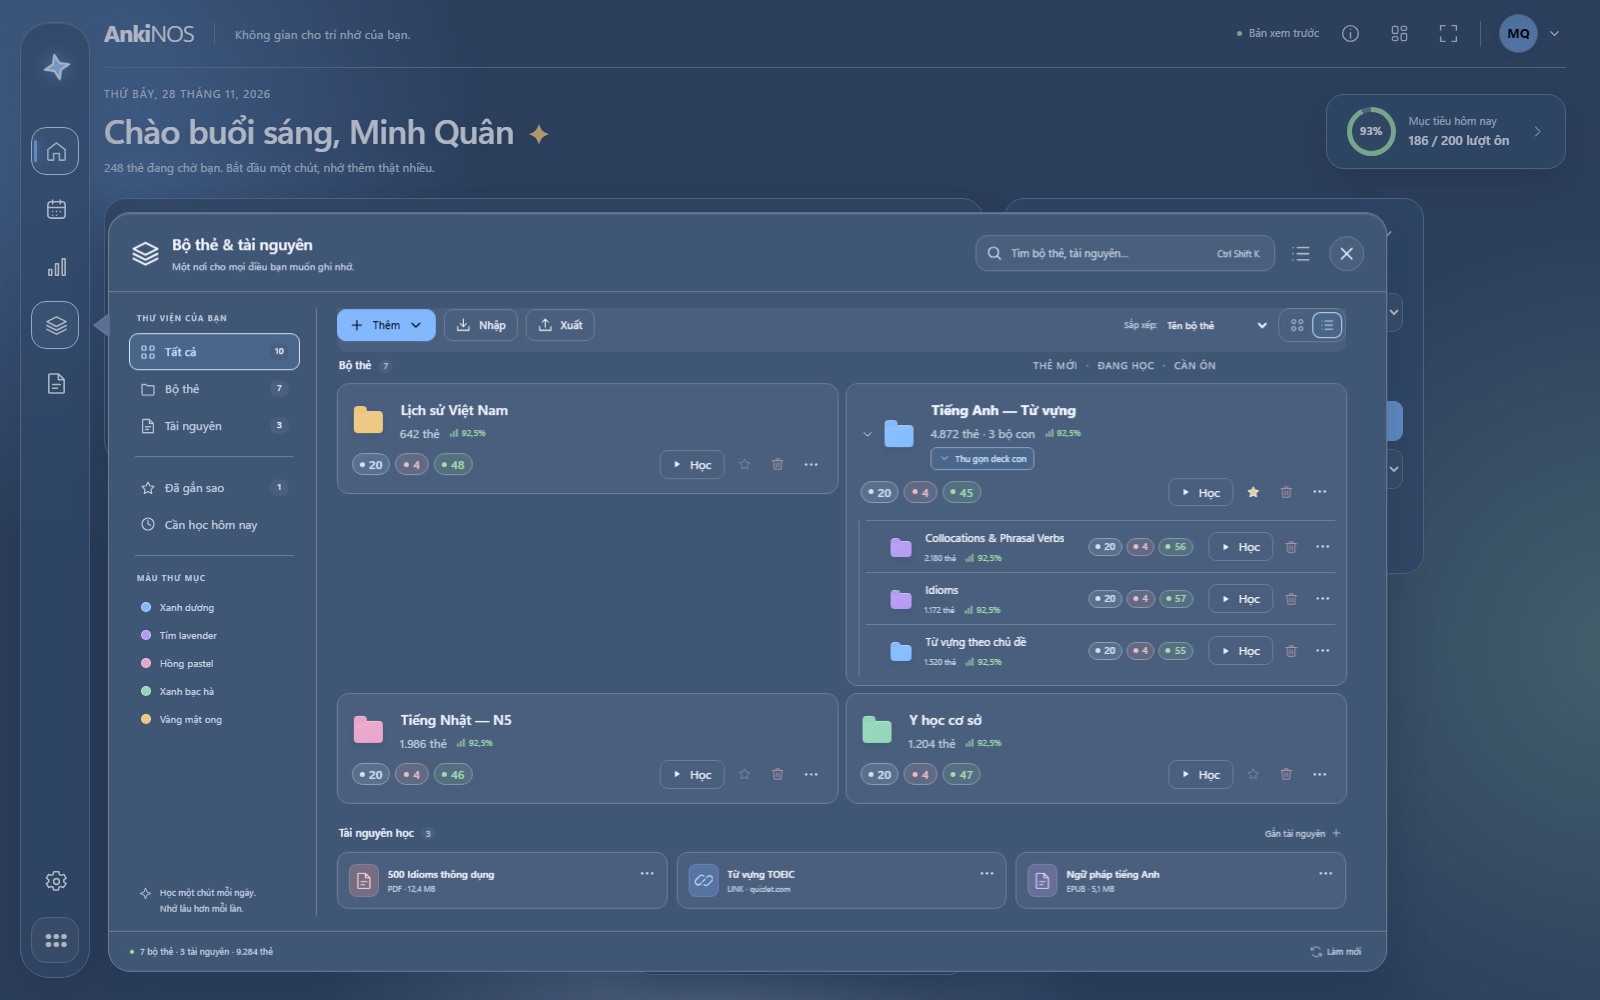 AnkiNOS
Không gian cho trí nhớ của bạn.
Bản xem trước
MQ
THỨ BẢY, 28 THÁNG 11, 2026
Chào buổi sáng, Minh Quân
248 thẻ đang chờ bạn. Bắt đầu một chút, nhớ thêm thật nhiều.
93%
Mục tiêu hôm nay
186 / 200 lượt ôn
Bộ thẻ & tài nguyên
Một nơi cho mọi điều bạn muốn ghi nhớ.
Tìm bộ thẻ, tài nguyên...
Ctrl Shift K
THƯ VIỆN CỦA BẠN
Tất cả 10
Bộ thẻ 7
Tài nguyên 3
Đã gắn sao 1
Cần học hôm nay
MÀU THƯ MỤC
Xanh dương
Tím lavender
Hồng pastel
Xanh bạc hà
Vàng mật ong
Học một chút mỗi ngày.
Nhớ lâu hơn mỗi lần.
Thêm
Nhập
Xuất
Sắp xếp: Tên bộ thẻ
Bộ thẻ 7
THẺ MỚI · ĐANG HỌC · CẦN ÔN
Lịch sử Việt Nam
642 thẻ 92,5%
20 4 48
Học
Tiếng Anh — Từ vựng
4.872 thẻ · 3 bộ con 92,5%
Thu gọn deck con
20 4 45
Học
Collocations & Phrasal Verbs
2.180 thẻ 92,5%
20 4 56
Học
Idioms
1.172 thẻ 92,5%
20 4 57
Học
Từ vựng theo chủ đề
1.520 thẻ 92,5%
20 4 55
Học
Tiếng Nhật — N5
1.986 thẻ 92,5%
20 4 46
Học
Y học cơ sở
1.204 thẻ 92,5%
20 4 47
Học
Tài nguyên học 3
Gắn tài nguyên
500 Idioms thông dụng
PDF · 12,4 MB
Từ vựng TOEIC
LINK · quizlet.com
Ngữ pháp tiếng Anh
EPUB · 5,1 MB
7 bộ thẻ · 3 tài nguyên · 9.284 thẻ
Làm mới